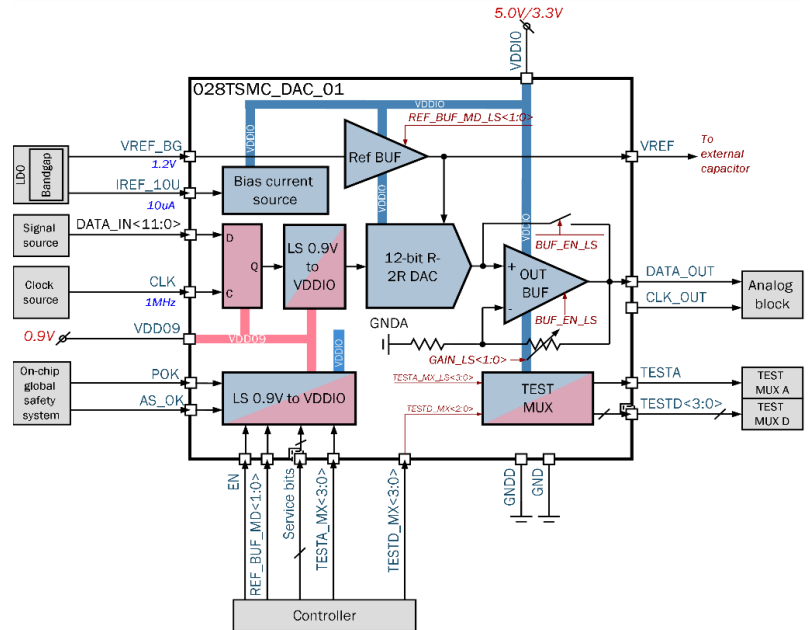 5.0V/3.3V
VDDIO
028TSMC_DAC_01
VDDIO
REF_BUF_MD_LS<1:0>
VDDIO
VDDIO
VDDIO
LDO
Bandgap
VREF_BG
1.2V
Ref BUF
VREF
To
external
capacitor
IREF_10U
10uA
Bias current
source
VDDIO
Signal
source
DATA_IN<11:0>
D
Q
C
LS 0.9V
to
VDDIO
12-bit R-
2R DAC
BUF_EN_LS
+
OUT
BUF
-
DATA_OUT
CLK_OUT
Analog
block
Clock
source
CLK
1MHz
BUF_EN_LS
GNDA
GAIN_LS<1:0>
0.9V
VDD09
VDD09
VDDIO
On-chip
global
safety
system
POK
AS_OK
LS 0.9V to VDDIO
TESTA_MX_LS<3:0>
TESTD_MX<2:0>
TEST
MUX
TESTA
TESTD<3:0>
TEST
MUX A
TEST
MUX D
EN
REF_BUF_MD<1:0>
Service bits
TESTA_MX<3:0>
TESTD_MX<3:0>
GNDD
GND
Controller